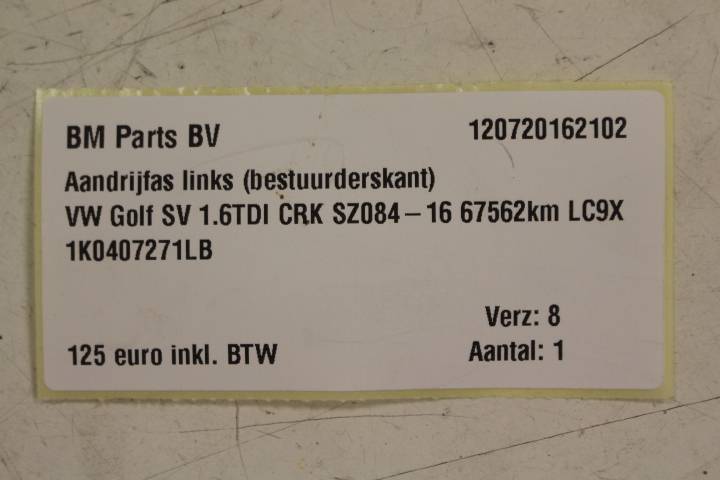 BM Parts BV 120720162102
Aandrijfas links (bestuurderskant)
VW Golf SV 1.6TDI CRK SZ084-16 67562km LC9X
1K0407271LB
Verz: 8
125 euro inkl. BTW Aantal: 1